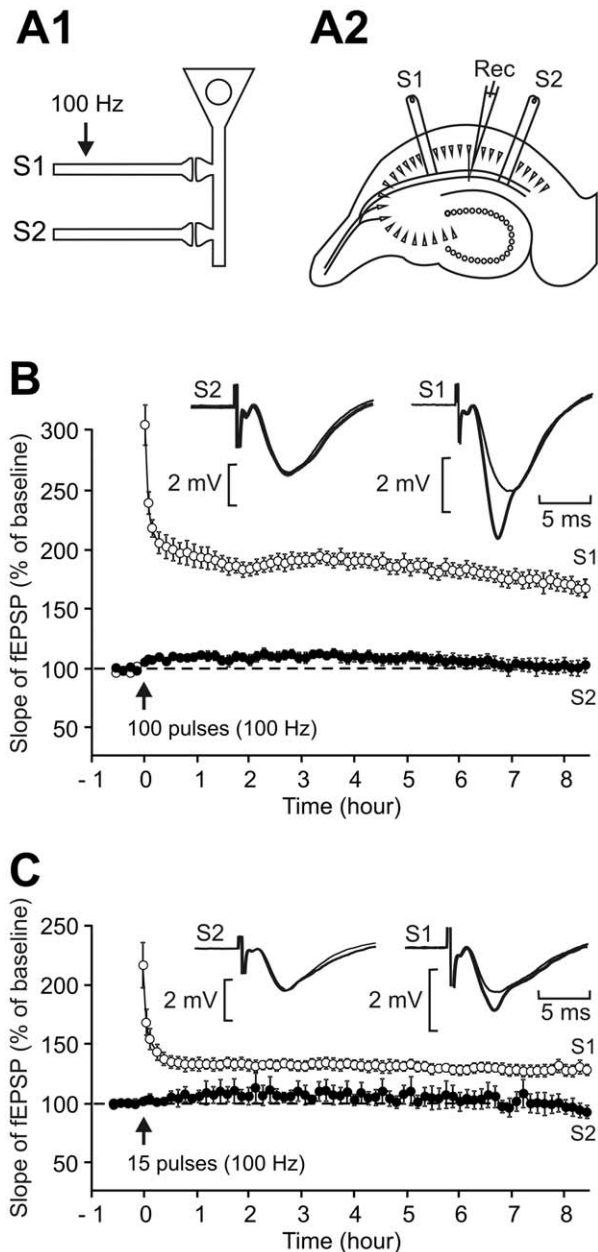 A1
A2
100 Hz
S1
S2
S1
Rec
S2
B
Slope of fEPSP (% of baseline)
300
250
200
150
100
50
S2
2 mV
S1
2 mV
5 ms
S1
S2
100 pulses (100 Hz)
- 1
0
1
2
3
4
5
6
7
8
Time (hour)
C
Slope of fEPSP (% of baseline)
250
200
150
100
50
S2
2 mV
S1
2 mV
5 ms
S1
S2
15 pulses (100 Hz)
-1
0
1
2
3
4
5
6
7
8
Time (hour)